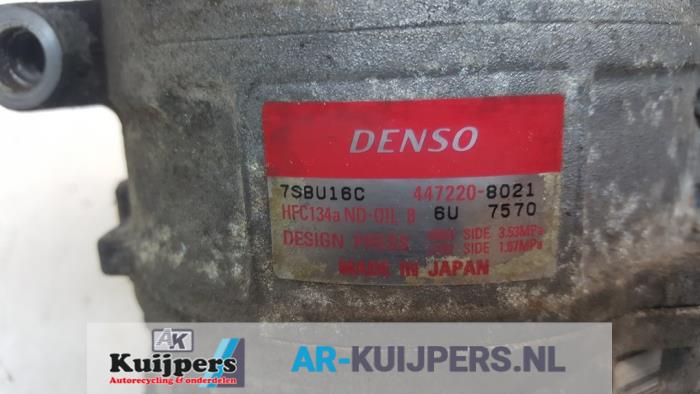 DENSO
7SBU16C 447220-8021
HFC134a ND-OIL 8 6U 7570
DESIGN PRESS HIGH SIDE 3.53MPa
LOW SIDE 1.67MPa
MADE IN JAPAN
AK
Kuijpers
Autorecycling & onderdelen
AR-KUIJPERS.NL